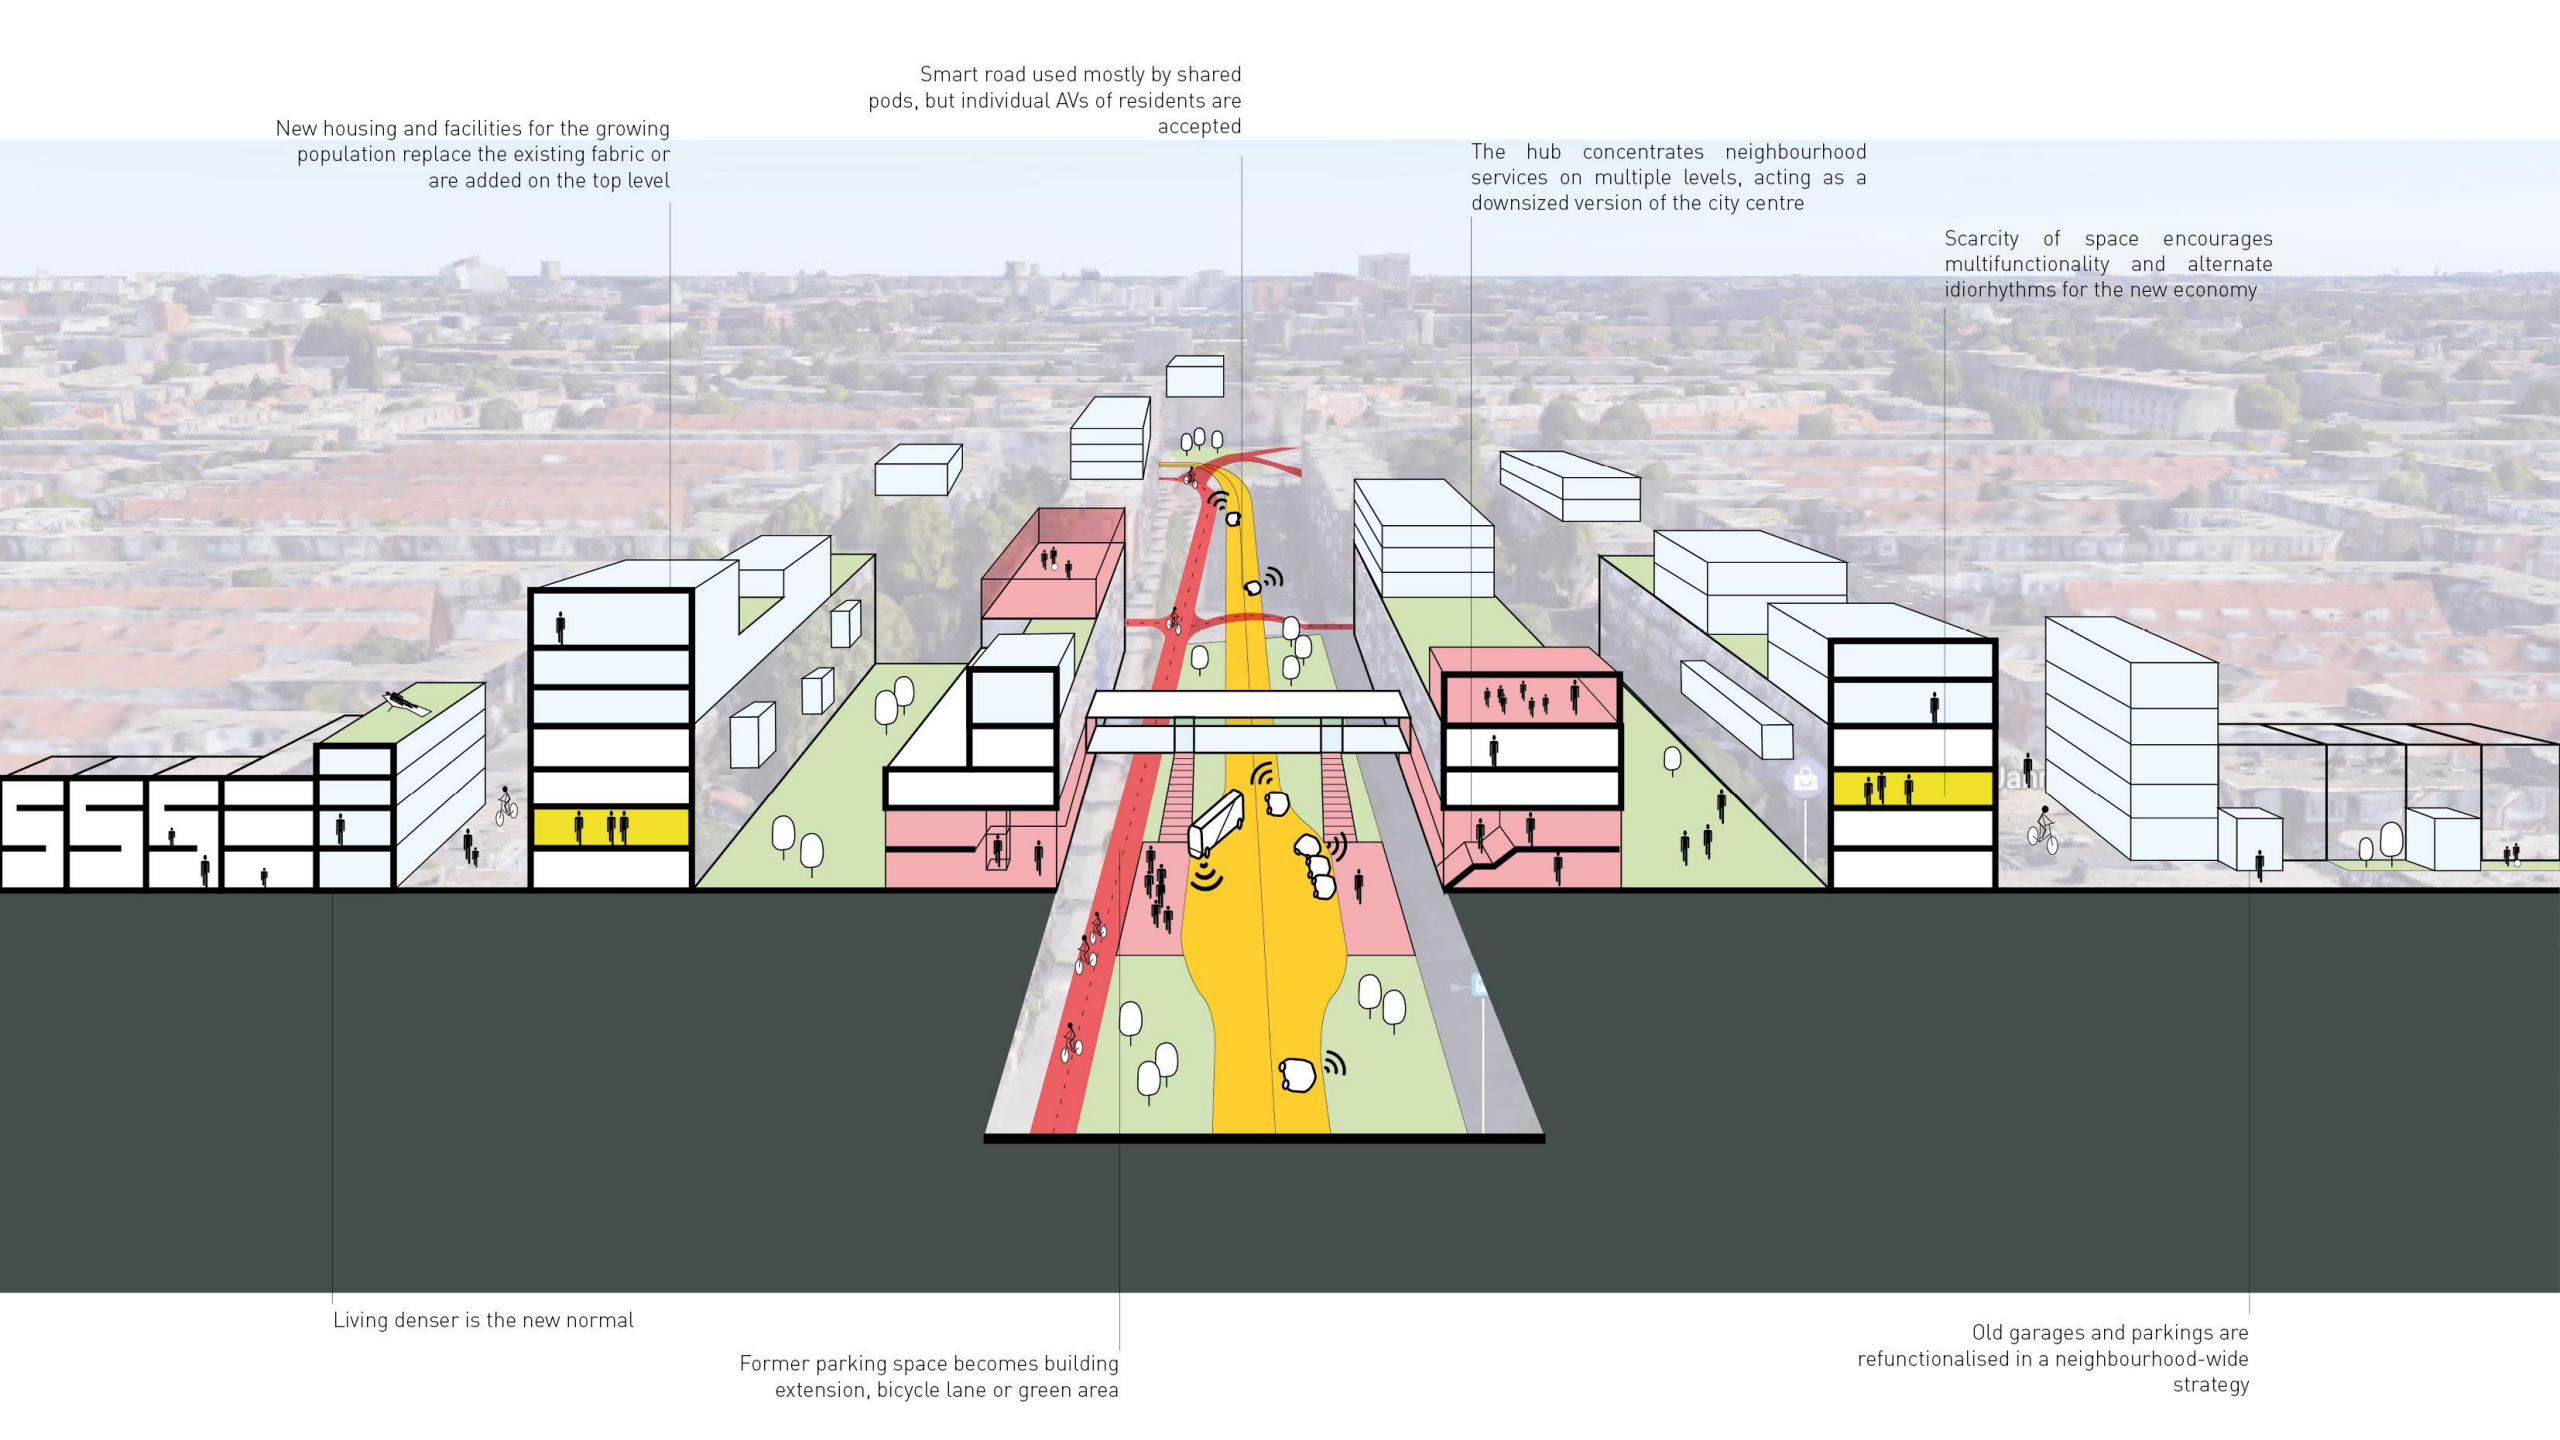 Smart road used mostly by shared
pods, but individual AVs of residents are
accepted
New housing and facilities for the growing
population replace the existing fabric or
are added on the top level
The hub concentrates neighbourhood
services on multiple levels, acting as a
downsized version of the city centre
Scarcity of space encourages
multifunctionality and alternate
idiorhythms for the new economy
Living denser is the new normal
Former parking space becomes building
extension, bicycle lane or green area
Old garages and parkings are
refunctionalised in a neighbourhood-wide
strategy